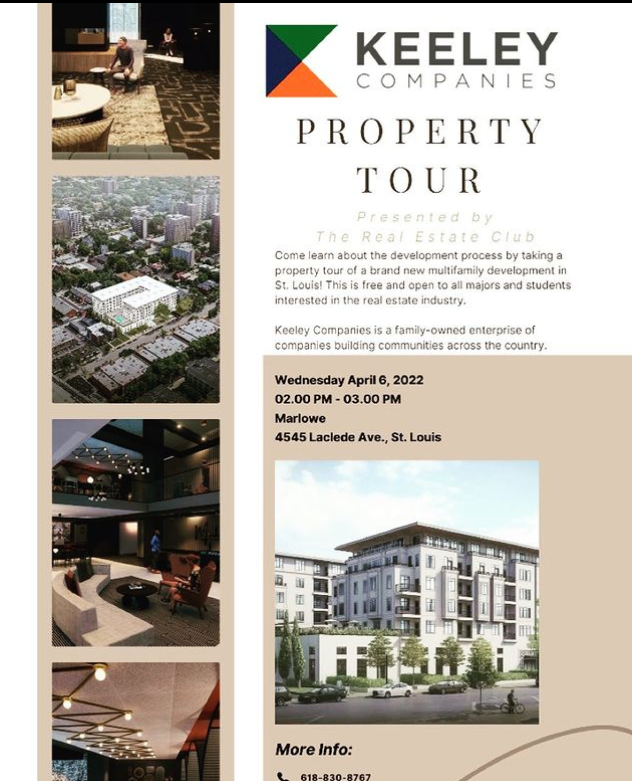 KEELEY
COMPANIES
PROPERTY
TOUR
Presented by
The Real Estate Club
Come learn about the development process by taking a
property tour of a brand new multifamily development in
St. Louis! This is free and open to all majors and students
interested in the real estate industry.
Keeley Companies is a family-owned enterprise of
companies building communities across the country.
Wednesday April 6, 2022
02.00 PM - 03.00 PM
Marlowe
4545 Laclede Ave., St. Louis
More Info:
618-830-8767